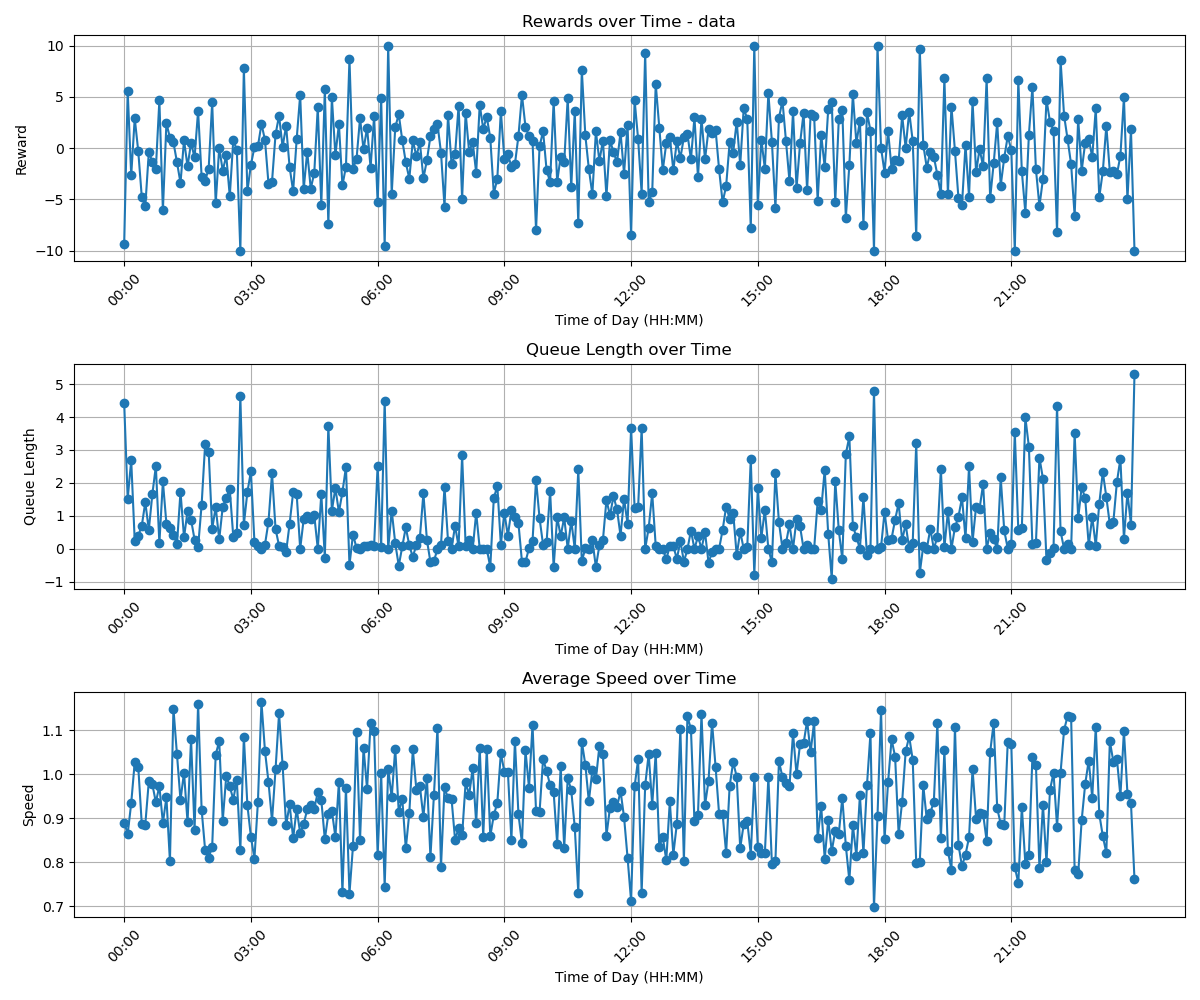 Rewards over Time - data
Reward
10
5
0
−5
−10
00:00 03:00 06:00 09:00 12:00 15:00 18:00 21:00
Time of Day (HH:MM)
Queue Length over Time
Queue Length
5
4
3
2
1
0
−1
00:00 03:00 06:00 09:00 12:00 15:00 18:00 21:00
Time of Day (HH:MM)
Average Speed over Time
Speed
1.1
1.0
0.9
0.8
0.7
00:00 03:00 06:00 09:00 12:00 15:00 18:00 21:00
Time of Day (HH:MM)